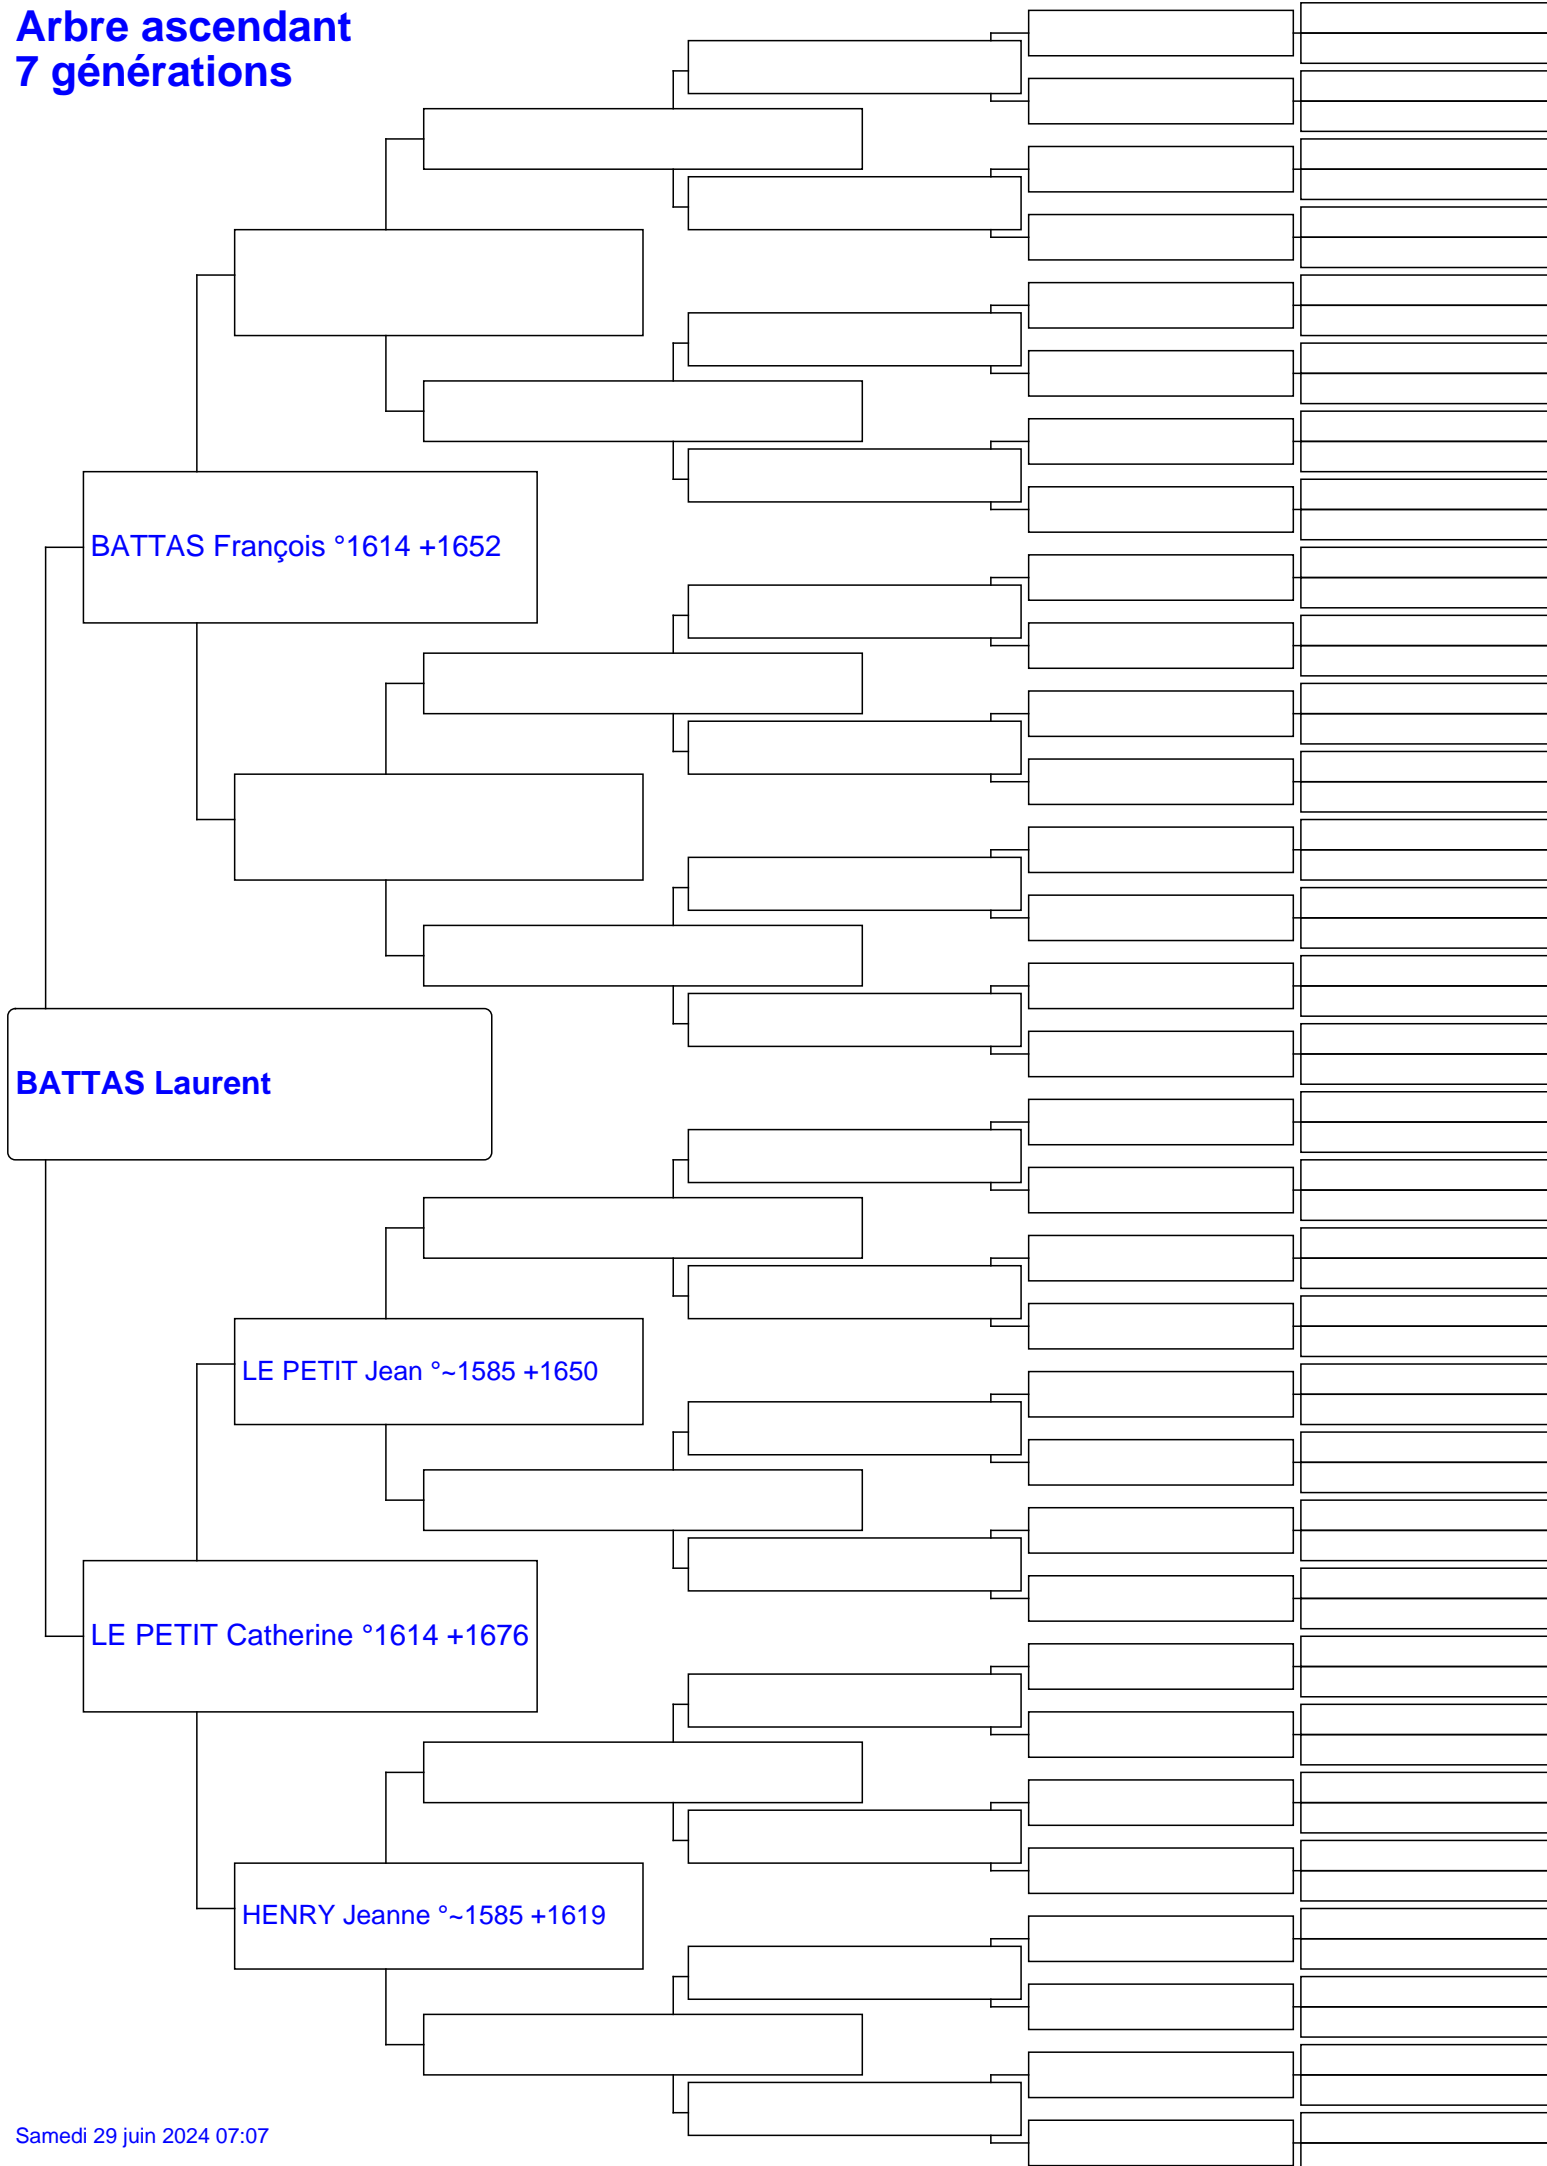 Arbre ascendant
7 générations
BATTAS François °1614 +1652
BATTAS Laurent
LE PETIT Jean °~1585 +1650
LE PETIT Catherine °1614 +1676
HENRY Jeanne °~1585 +1619
Samedi 29 juin 2024 07:07